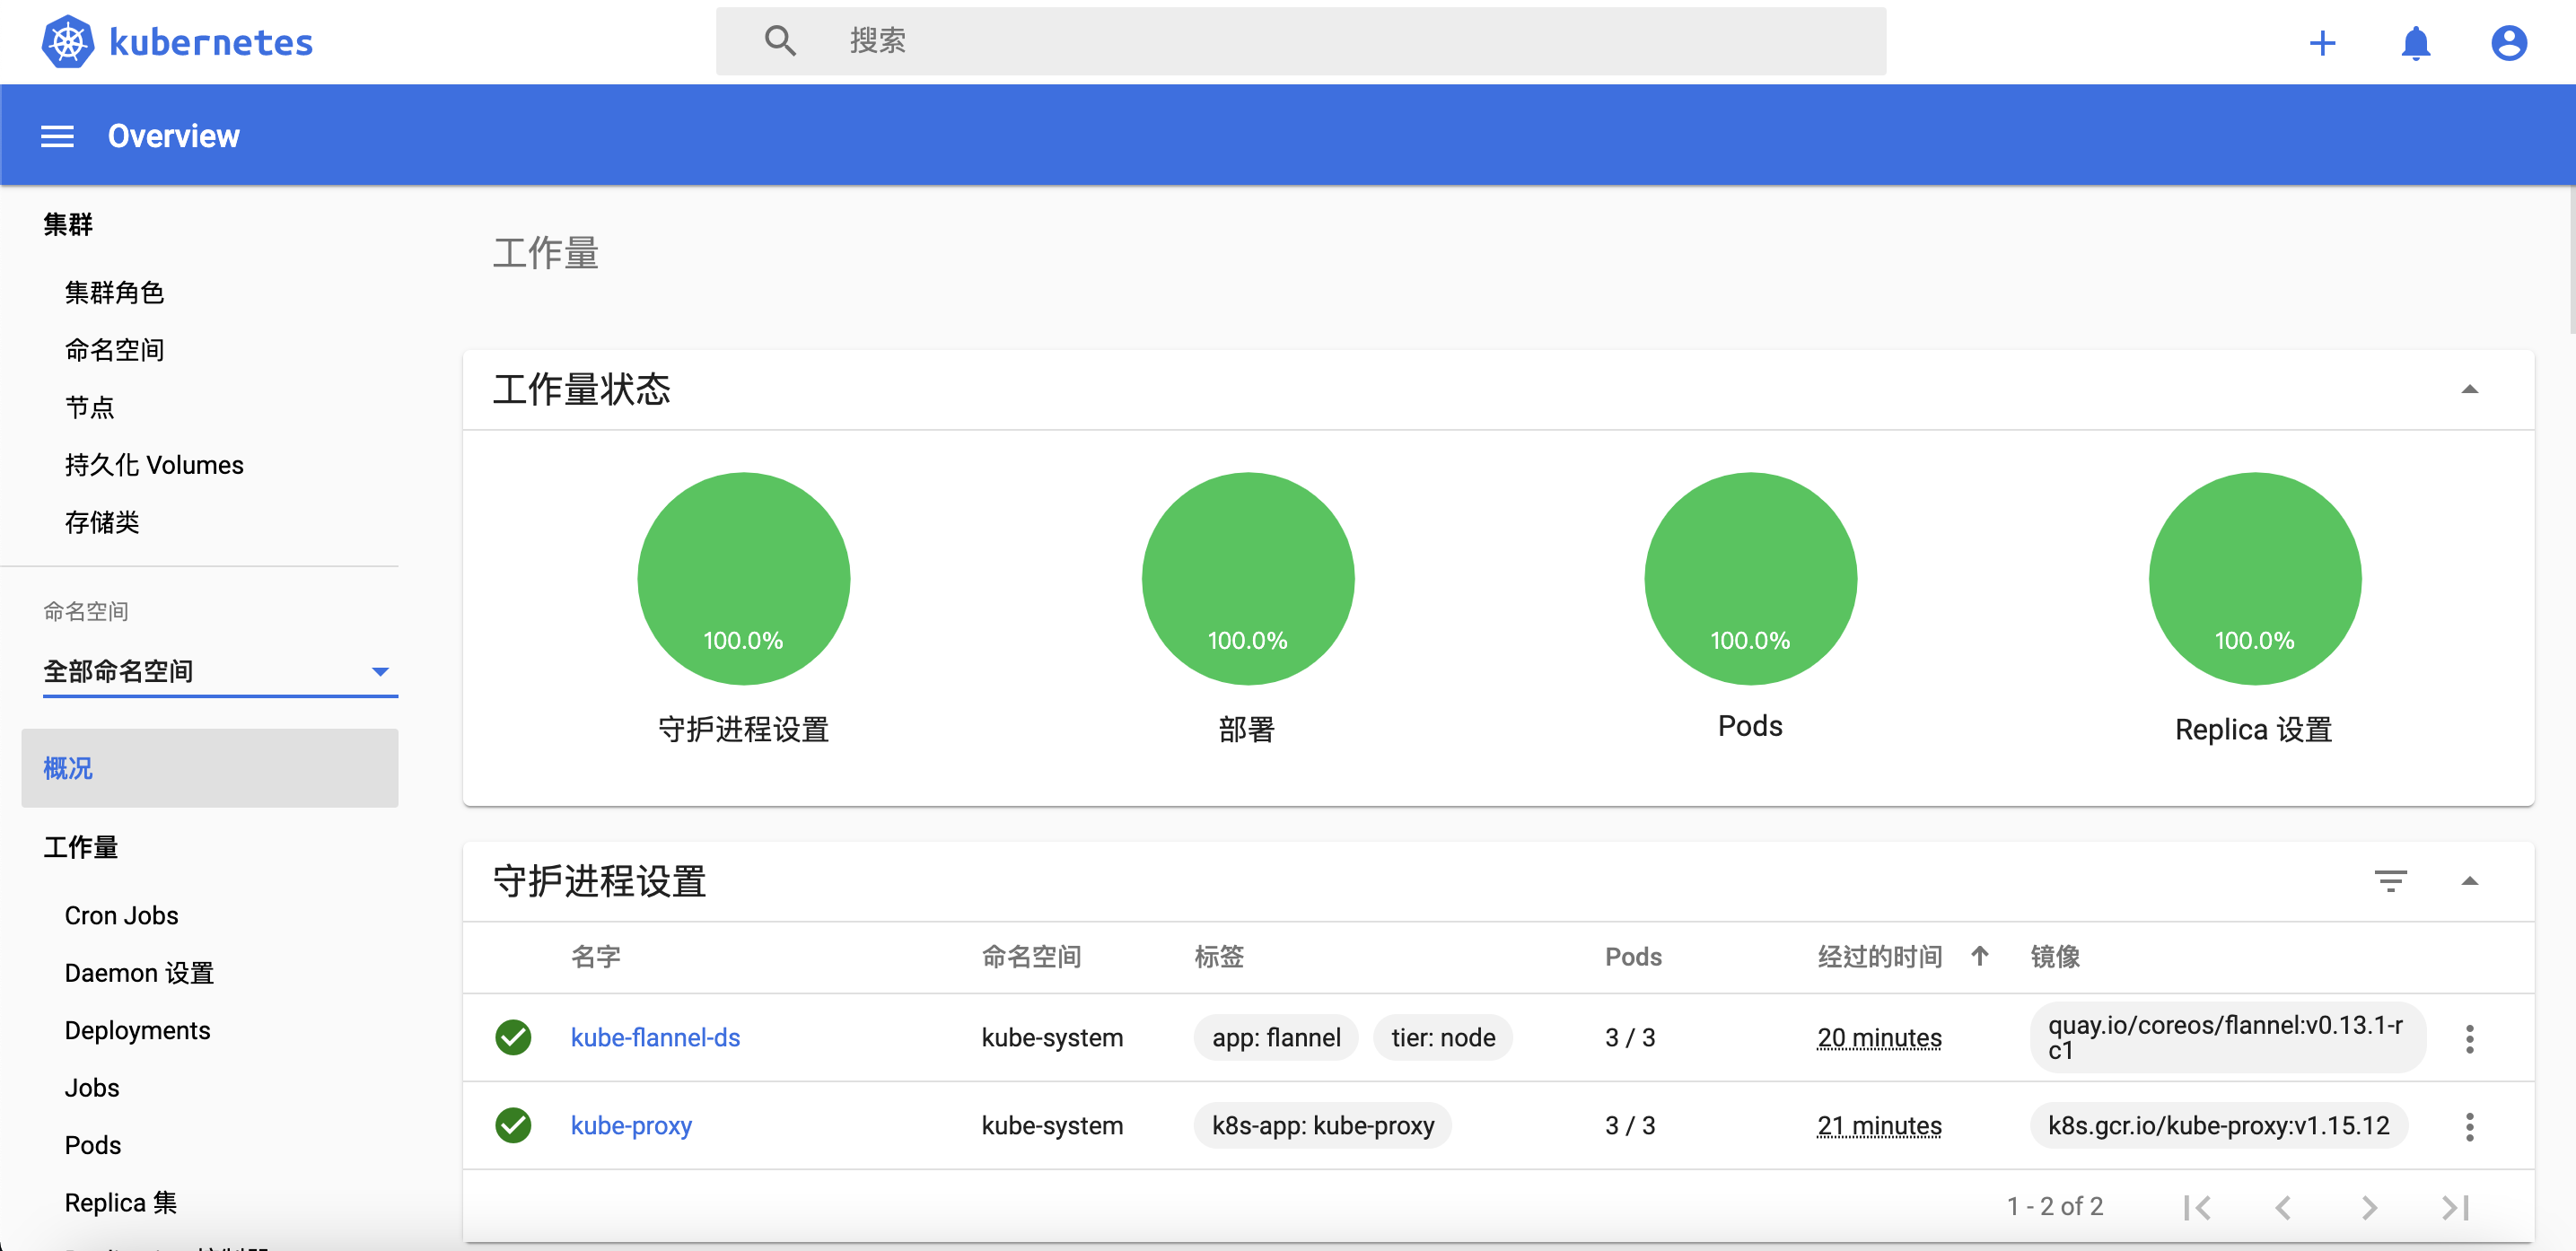 kubernetes
搜索
Overview
集群
集群角色
命名空间
节点
持久化 Volumes
存储类
命名空间
全部命名空间
概况
工作量
Cron Jobs
Daemon 设置
Deployments
Jobs
Pods
Replica 集
工作量
工作量状态
100.0% 100.0% 100.0% 100.0%
守护进程设置 部署 Pods Replica 设置
守护进程设置
名字 命名空间 标签 Pods 经过的时间 镜像
kube-flannel-ds kube-system app: flannel tier: node 3 / 3 20 minutes quay.io/coreos/flannel:v0.13.1-r
c1
kube-proxy kube-system k8s-app: kube-proxy 3 / 3 21 minutes k8s.gcr.io/kube-proxy:v1.15.12
1 - 2 of 2